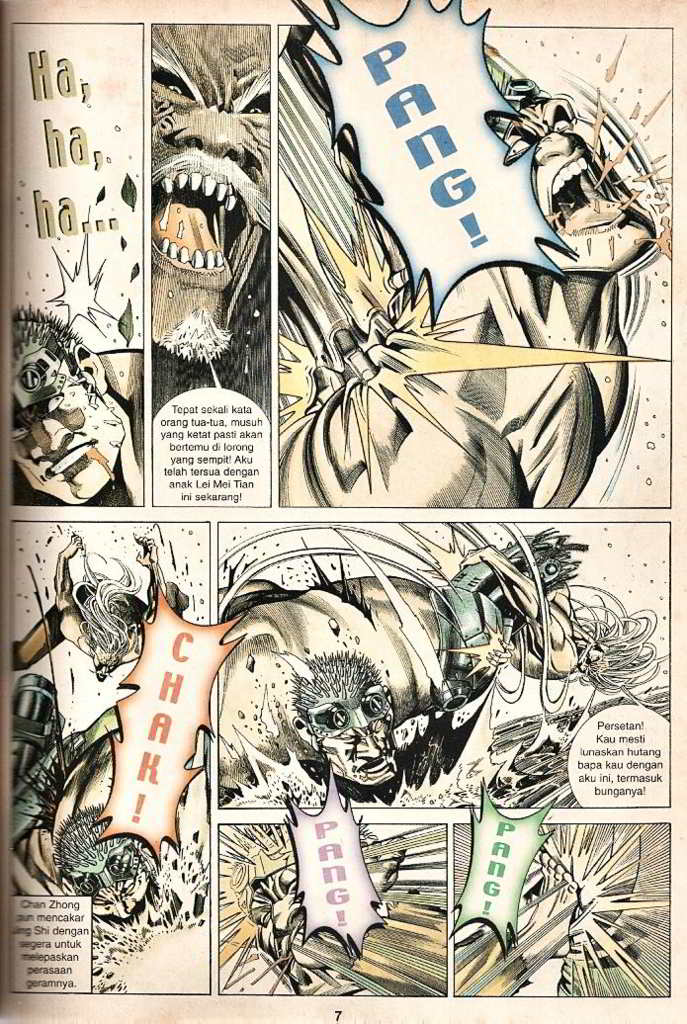 Ha,
ha,
ha...
Tepat sekali kata
orang tua-tua, musuh
yang ketat pasti akan
bertemu di lorong
yang sempit! Aku
telah tersua dengan
anak Lei Mei Tian
ini sekarang!
PANG!
CHAK!
Chan Zhong
pun mencakar
Shi dengan
segera untuk
melepaskan
perasaan
geramnya.
Persetan!
Kau mesti
lunaskan hutang
bapa kau dengan
aku ini, termasuk
bunganya!
PANG!
PANG!
7